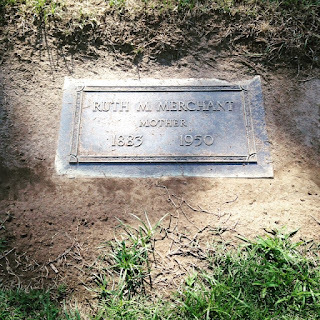 RUTH M. MERCHANT
MOTHER
1883 1950